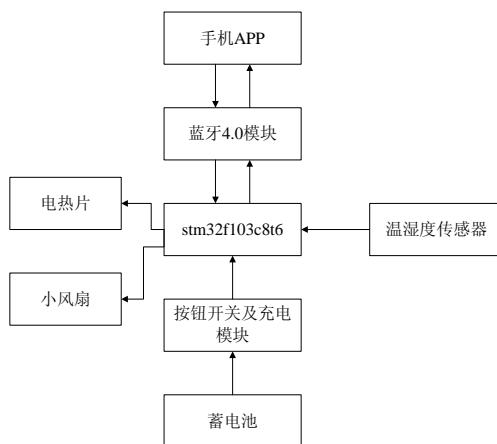 手机APP
蓝牙4.0模块
电热片
stm32f103c8t6
温湿度传感器
小风扇
按钮开关及充电
模块
蓄电池